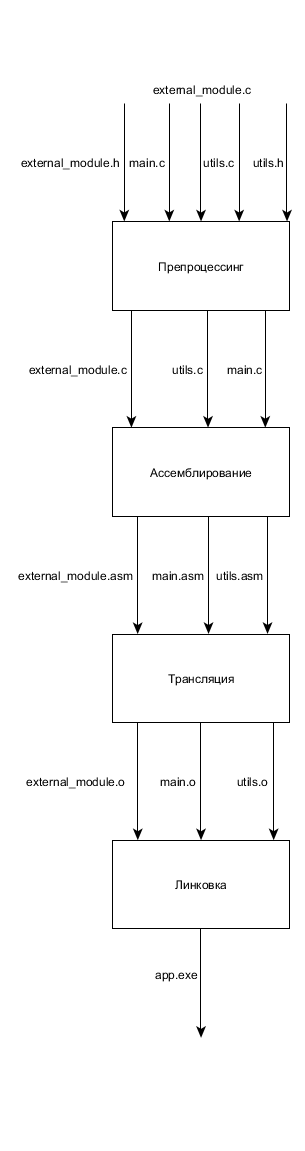 external_module.c
external_module.h main.c utils.c utils.h
Препроцессинг
external_module.c utils.c main.c
Ассемблирование
external_module.asm main.asm utils.asm
Трансляция
external_module.o main.o utils.o
Линковка
app.exe